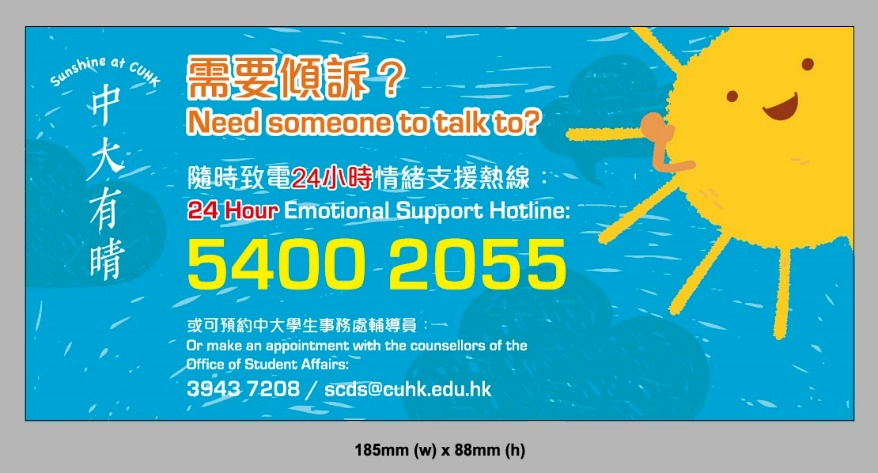 Sunshine at CUHK
中大有晴
需要傾訴？
Need someone to talk to?
隨時致電24小時情緒支援熱線：
24 Hour Emotional Support Hotline:
5400 2055
或可預約中大學生事務處輔導員：
Or make an appointment with the counsellors of the
Office of Student Affairs:
3943 7208 / scds@cuhk.edu.hk
185mm (w) x 88mm (h)